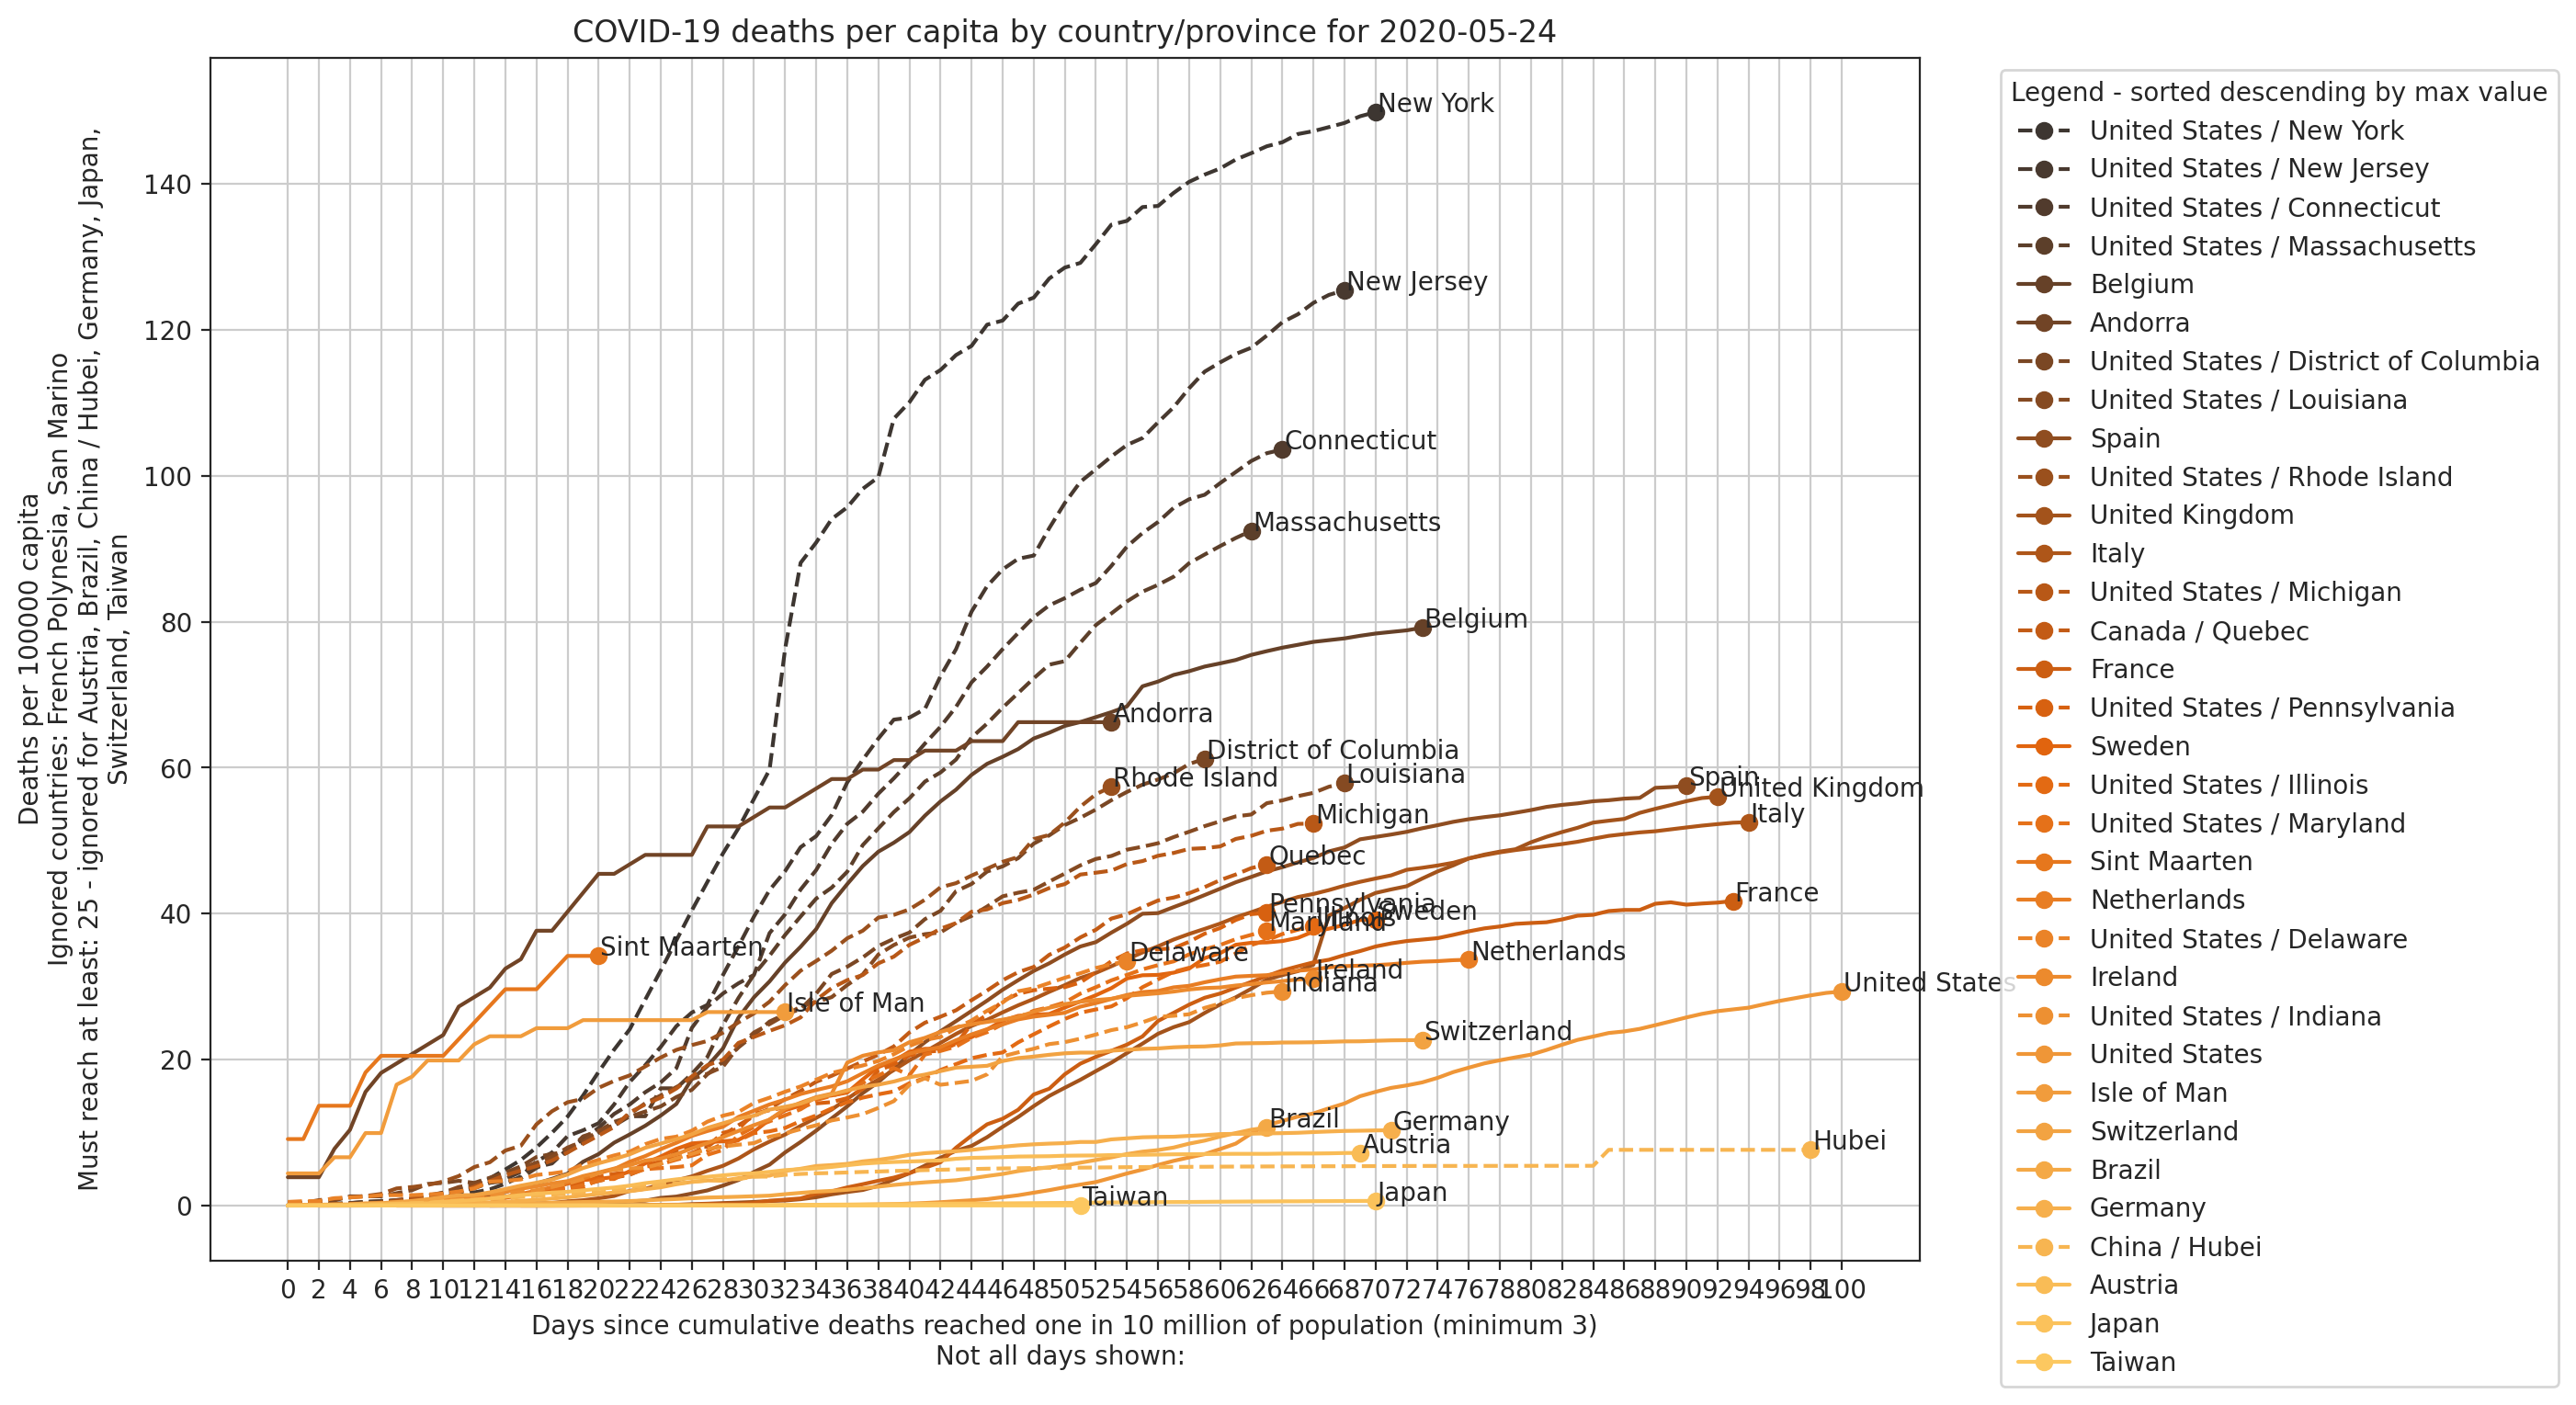 COVID-19 deaths per capita by country/province for 2020-05-24
Deaths per 100000 capita
Ignored countries: French Polynesia, San Marino
Must reach at least: 25 - ignored for Austria, Brazil, China / Hubei, Germany, Japan,
Switzerland, Taiwan
140
120
100
80
60
40
20
0
New York
New Jersey
Connecticut
Massachusetts
Belgium
Andorra
District of Columbia
Rhode Island
Louisiana
Spain
United Kingdom
Italy
Michigan
Quebec
France
Pennsylvania
Sweden
Illinois
Maryland
Sint Maarten
Delaware
Netherlands
Ireland
Indiana
United States
Isle of Man
Switzerland
Brazil
Germany
Austria
Hubei
Taiwan
Japan
0 2 4 6 8 10 12 14 16 18 20 22 24 26 28 30 32 34 36 38 40 42 44 46 48 50 52 54 56 58 60 62 64 66 68 70 72 74 76 78 80 82 84 86 88 90 92 94 96 98 100
Days since cumulative deaths reached one in 10 million of population (minimum 3)
Not all days shown:
Legend - sorted descending by max value
United States / New York
United States / New Jersey
United States / Connecticut
United States / Massachusetts
Belgium
Andorra
United States / District of Columbia
United States / Louisiana
Spain
United States / Rhode Island
United Kingdom
Italy
United States / Michigan
Canada / Quebec
France
United States / Pennsylvania
Sweden
United States / Illinois
United States / Maryland
Sint Maarten
Netherlands
United States / Delaware
Ireland
United States / Indiana
United States
Isle of Man
Switzerland
Brazil
Germany
China / Hubei
Austria
Japan
Taiwan